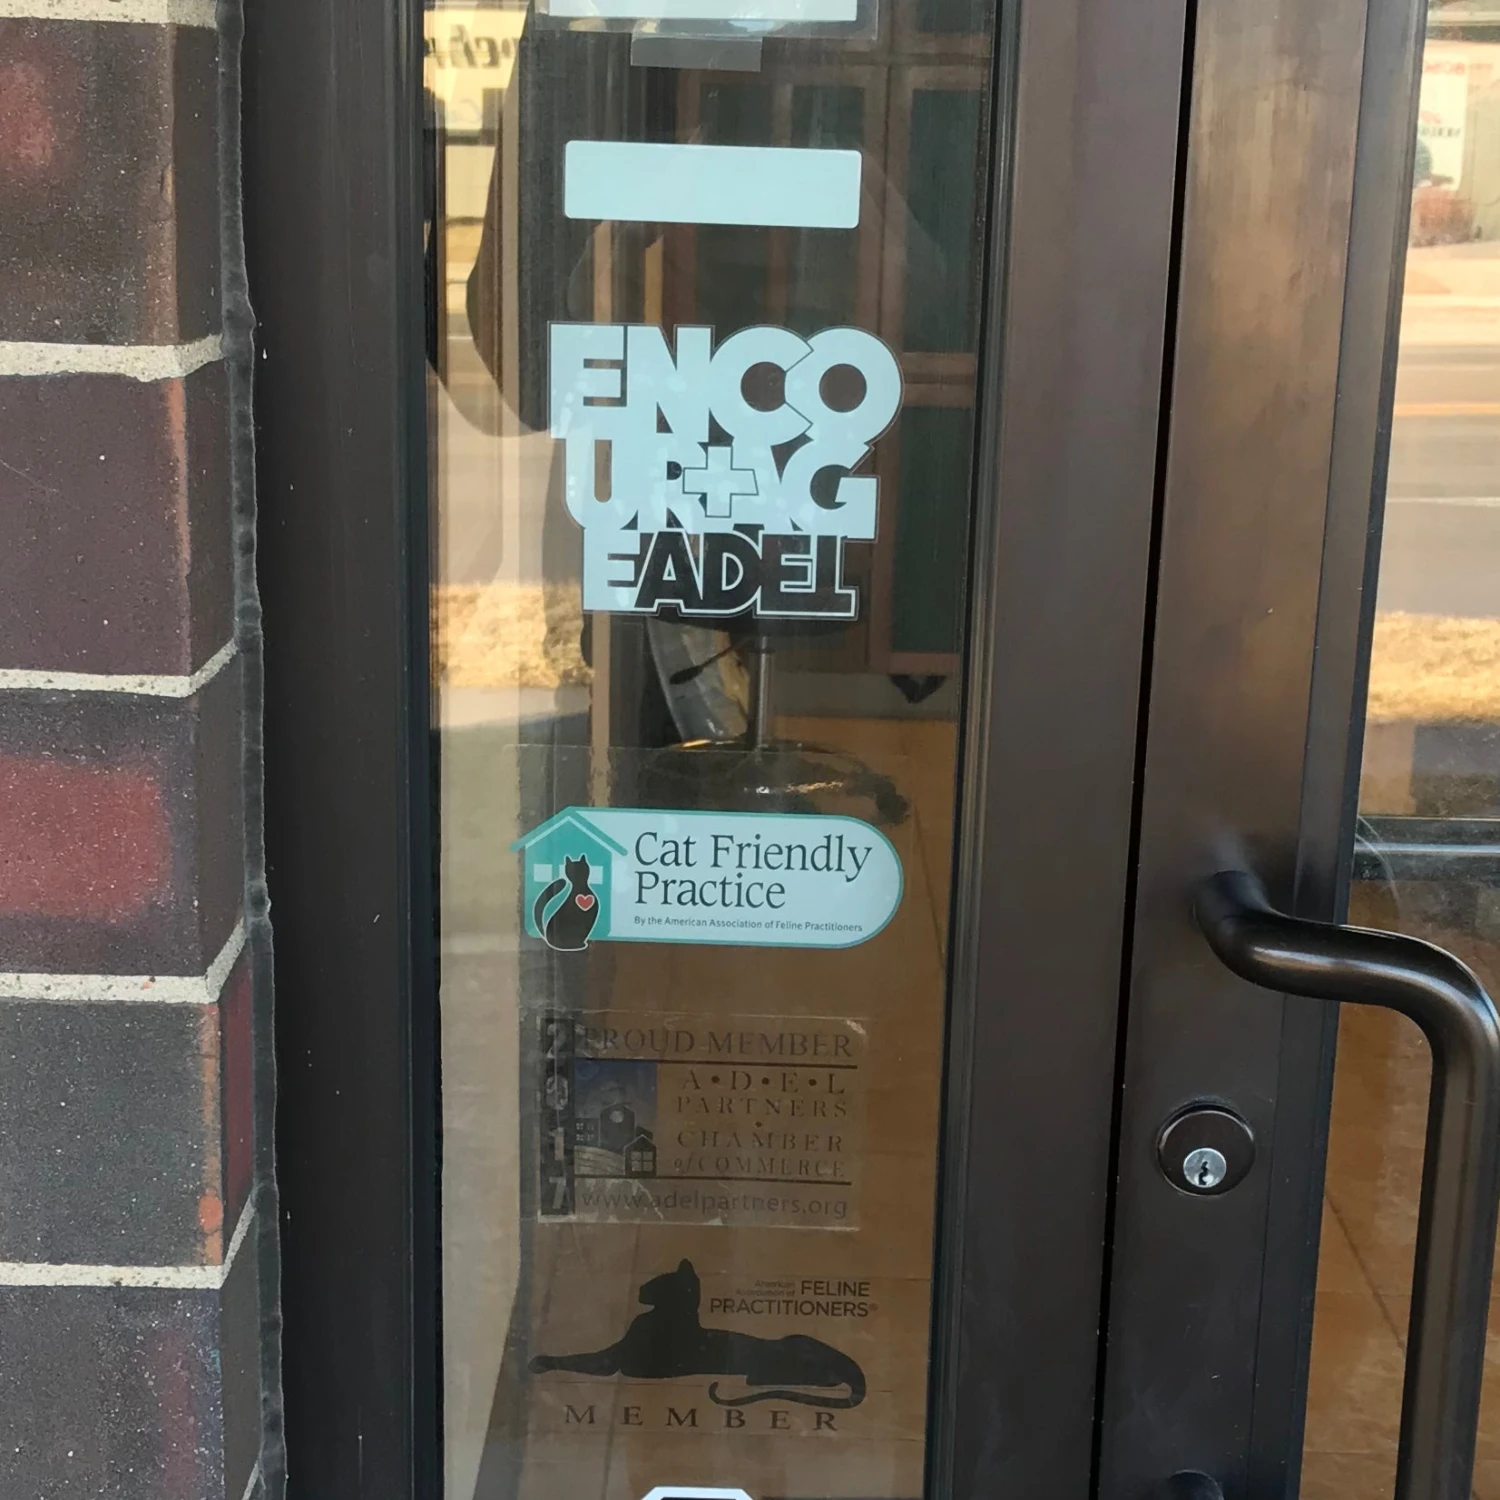 ENCO
URAG
EADEL
Cat Friendly
Practice
By the American Association of Feline Practitioners
2017
PROUD MEMBER
A•D•E•L
PARTNERS
•
CHAMBER
of COMMERCE
www.adelpartners.org
American
Association of FELINE
PRACTITIONERS®
MEMBER